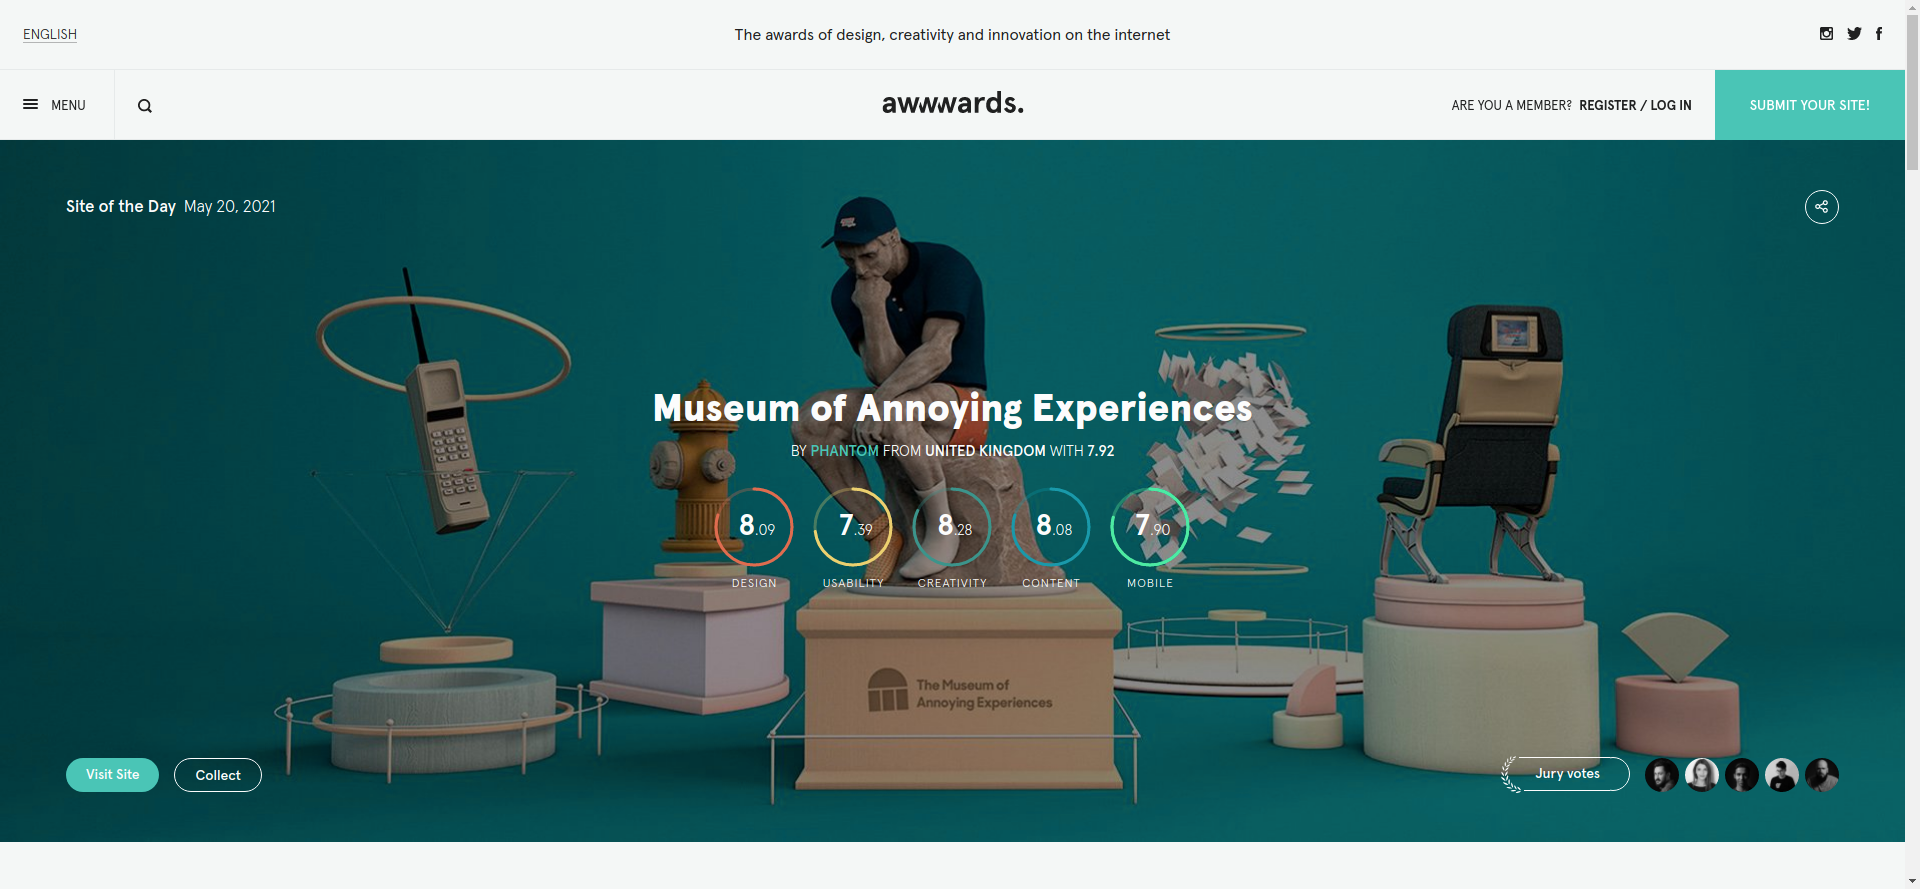 ENGLISH
The awards of design, creativity and innovation on the internet
MENU
awwwards.
ARE YOU A MEMBER? REGISTER / LOG IN
SUBMIT YOUR SITE!
Site of the Day May 20, 2021
Museum of Annoying Experiences
BY PHANTOM FROM UNITED KINGDOM WITH 7.92
8.09 7.39 8.28 8.08 7.90
DESIGN USABILITY CREATIVITY CONTENT MOBILE
The Museum of
Annoying Experiences
Visit Site
Collect
Jury votes